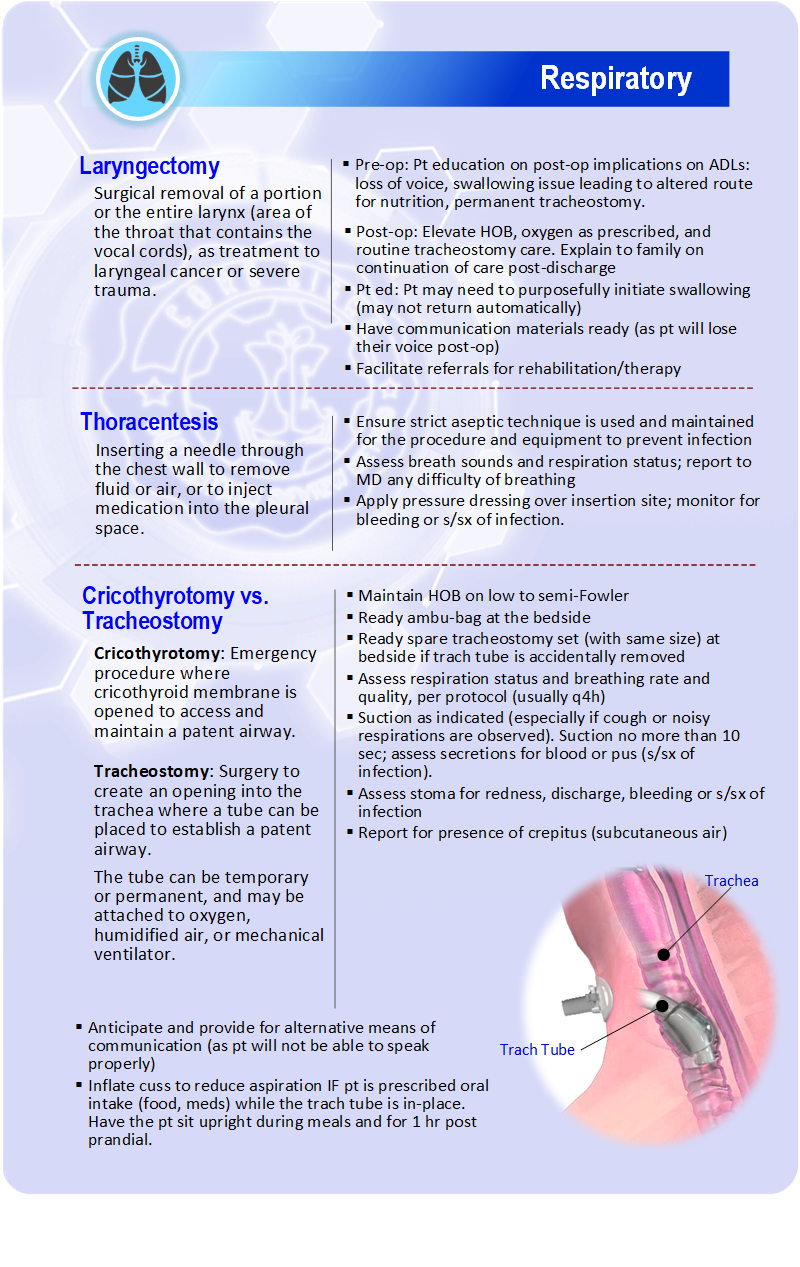 Respiratory
Laryngectomy
Surgical removal of a portion
or the entire larynx (area of
the throat that contains the
vocal cords), as treatment to
laryngeal cancer or severe
trauma.
▪ Pre-op: Pt education on post-op implications on ADLs:
loss of voice, swallowing issue leading to altered route
for nutrition, permanent tracheostomy.
▪ Post-op: Elevate HOB, oxygen as prescribed, and
routine tracheostomy care. Explain to family on
continuation of care post-discharge
▪ Pt ed: Pt may need to purposefully initiate swallowing
(may not return automatically)
▪ Have communication materials ready (as pt will lose
their voice post-op)
▪ Facilitate referrals for rehabilitation/therapy
Thoracentesis
Inserting a needle through
the chest wall to remove
fluid or air, or to inject
medication into the pleural
space.
▪ Ensure strict aseptic technique is used and maintained
for the procedure and equipment to prevent infection
▪ Assess breath sounds and respiration status; report to
MD any difficulty of breathing
▪ Apply pressure dressing over insertion site; monitor for
bleeding or s/sx of infection.
Cricothyrotomy vs.
Tracheostomy
Cricothyrotomy: Emergency
procedure where
cricothyroid membrane is
opened to access and
maintain a patent airway.
Tracheostomy: Surgery to
create an opening into the
trachea where a tube can be
placed to establish a patent
airway.
The tube can be temporary
or permanent, and may be
attached to oxygen,
humidified air, or mechanical
ventilator.
▪ Maintain HOB on low to semi-Fowler
▪ Ready ambu-bag at the bedside
▪ Ready spare tracheostomy set (with same size) at
bedside if trach tube is accidentally removed
▪ Assess respiration status and breathing rate and
quality, per protocol (usually q4h)
▪ Suction as indicated (especially if cough or noisy
respirations are observed). Suction no more than 10
sec; assess secretions for blood or pus (s/sx of
infection).
▪ Assess stoma for redness, discharge, bleeding or s/sx of
infection
▪ Report for presence of crepitus (subcutaneous air)
Trachea
Trach Tube
▪ Anticipate and provide for alternative means of
communication (as pt will not be able to speak
properly)
▪ Inflate cuss to reduce aspiration IF pt is prescribed oral
intake (food, meds) while the trach tube is in-place.
Have the pt sit upright during meals and for 1 hr post
prandial.